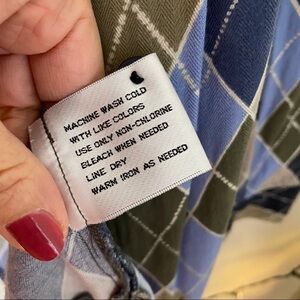 MACHINE WASH COLD
WITH LIKE COLORS
USE ONLY NON-CHLORINE
BLEACH WHEN NEEDED
LINE DRY
WARM IRON AS NEEDED